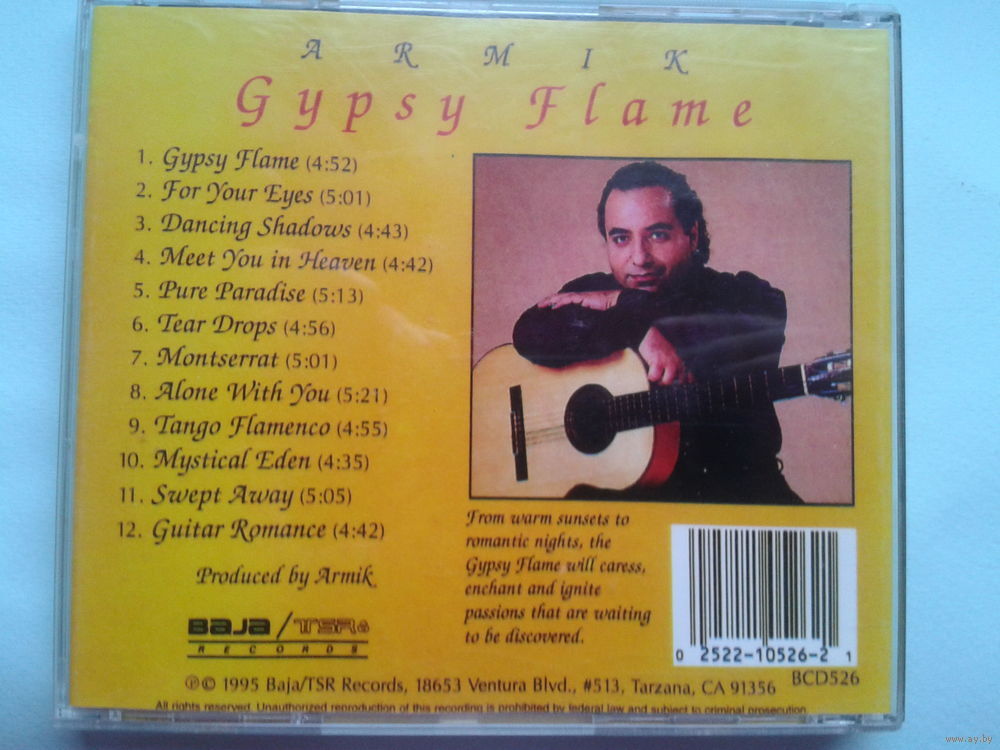 ARMIK
Gypsy Flame
1. Gypsy Flame (4:52)
2. For Your Eyes (5:01)
3. Dancing Shadows (4:43)
4. Meet You in Heaven (4:42)
5. Pure Paradise (5:13)
6. Tear Drops (4:56)
7. Montserrat (5:01)
8. Alone With You (5:21)
9. Tango Flamenco (4:55)
10. Mystical Eden (4:35)
11. Swept Away (5:05)
12. Guitar Romance (4:42)
Produced by Armik
BAJA/TSR
RECORDS
From warm sunsets to
romantic nights, the
Gypsy Flame will caress,
enchant and ignite
passions that are waiting
to be discovered.
0 2522-10526-2 1
BCD526
℗© 1995 Baja/TSR Records, 18653 Ventura Blvd., #513, Tarzana, CA 91356
All rights reserved. Unauthorized reproduction of this recording is prohibited by federal law and subject to criminal prosecution.
www.ay.by